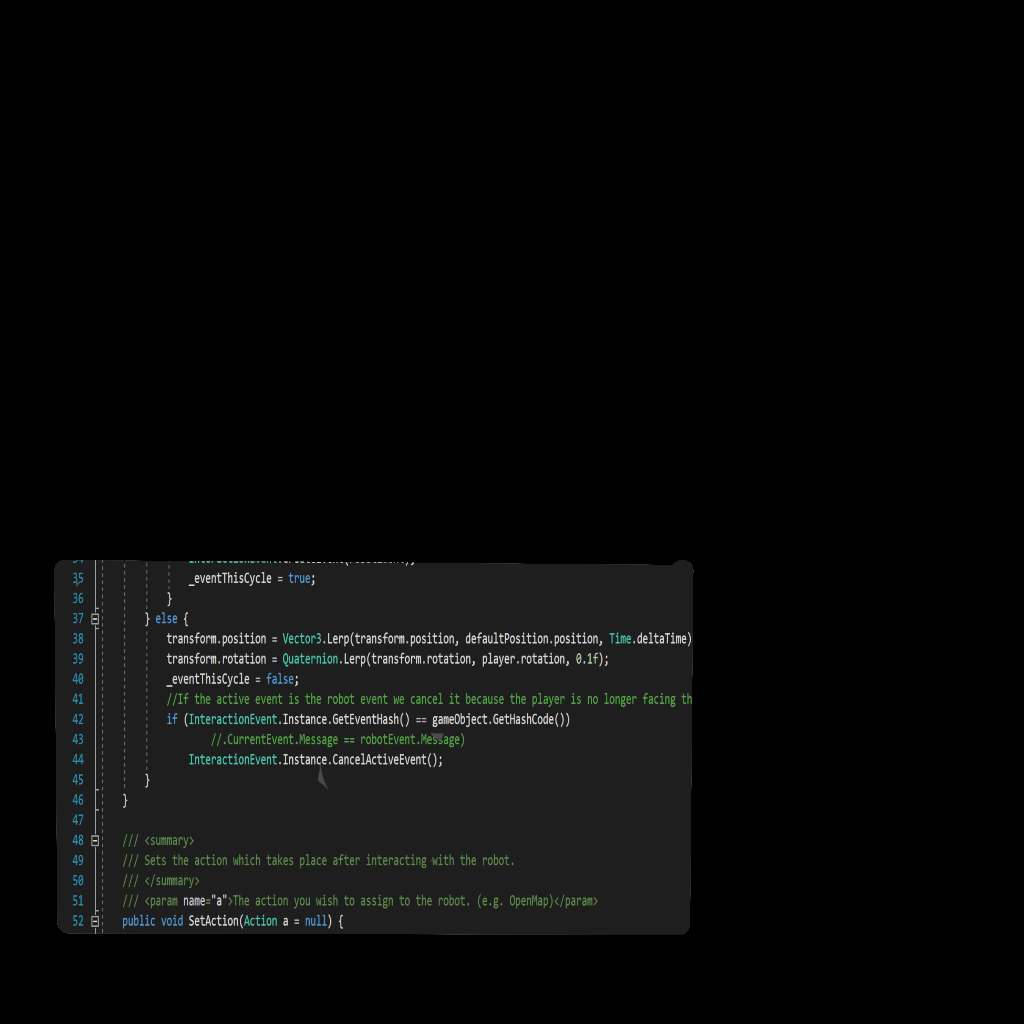 35 _eventThisCycle = true;
36 }
37 } else {
38 transform.position = Vector3.Lerp(transform.position, defaultPosition.position, Time.deltaTime)
39 transform.rotation = Quaternion.Lerp(transform.rotation, player.rotation, 0.1f);
40 _eventThisCycle = false;
41 //If the active event is the robot event we cancel it because the player is no longer facing th
42 if (InteractionEvent.Instance.GetEventHash() == gameObject.GetHashCode())
43 //.CurrentEvent.Message == robotEvent.Message)
44 InteractionEvent.Instance.CancelActiveEvent();
45 }
46 }
47
48 /// <summary>
49 /// Sets the action which takes place after interacting with the robot.
50 /// </summary>
51 /// <param name="a">The action you wish to assign to the robot. (e.g. OpenMap)</param>
52 public void SetAction(Action a = null) {